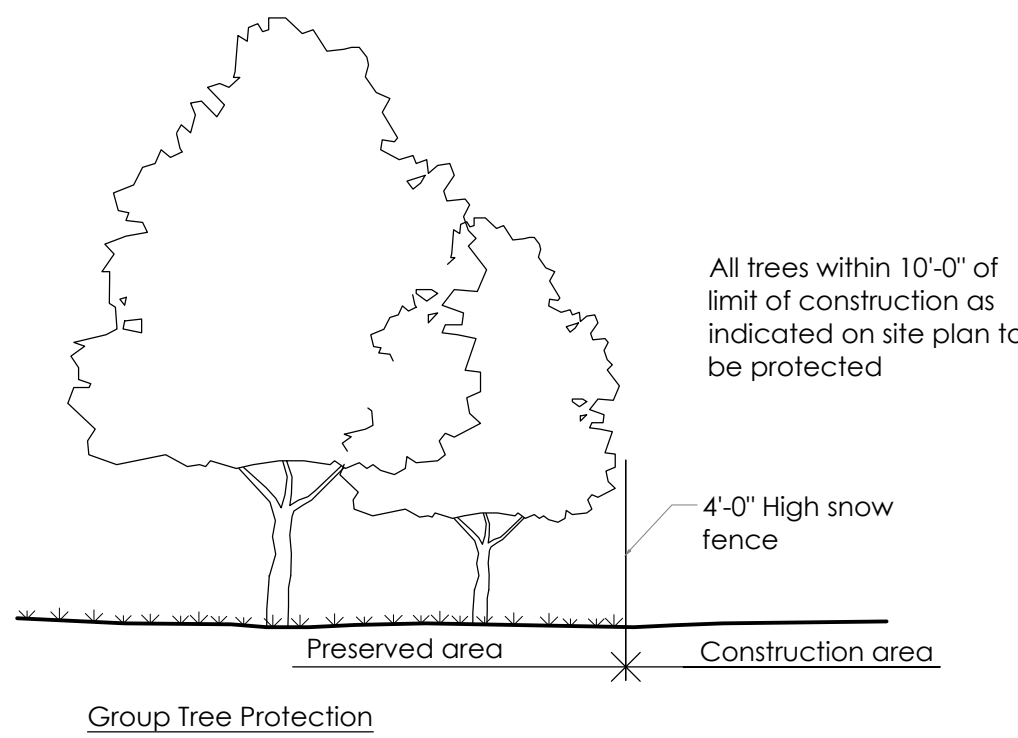 All trees within 10'-0" of
limit of construction as
indicated on site plan to
be protected
4'-0" High snow
fence
Preserved area
Construction area
Group Tree Protection